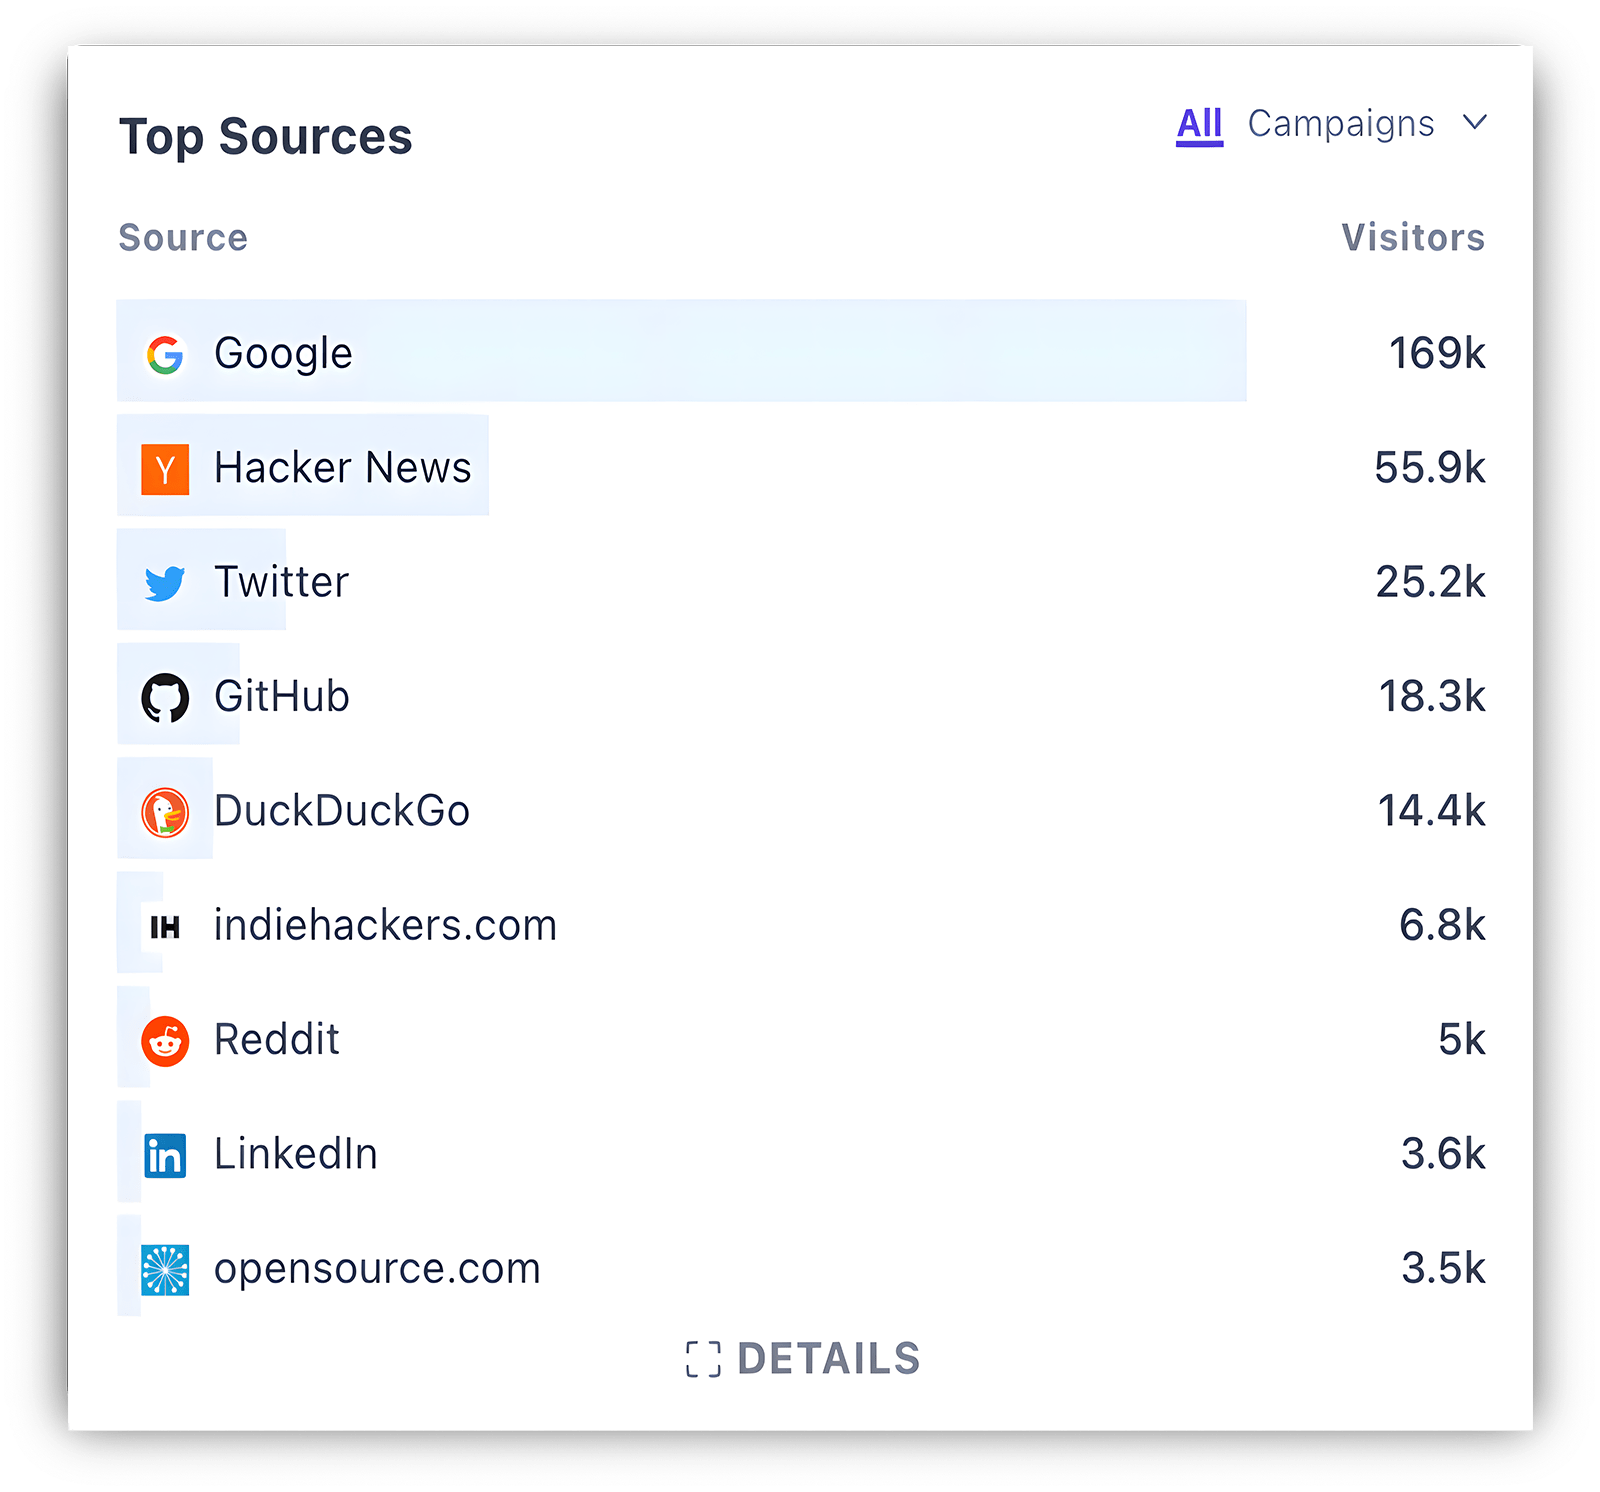 Top Sources
All Campaigns
Source Visitors
Google 169k
Y Hacker News 55.9k
Twitter 25.2k
GitHub 18.3k
DuckDuckGo 14.4k
IH indiehackers.com 6.8k
Reddit 5k
in LinkedIn 3.6k
opensource.com 3.5k
DETAILS